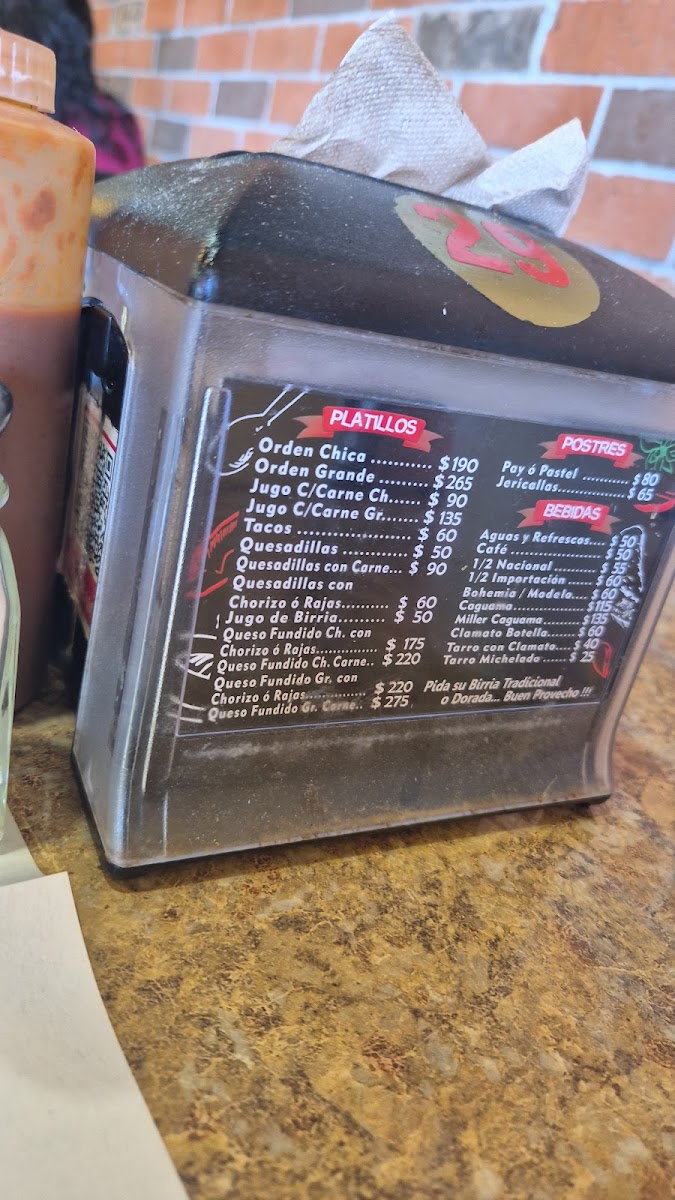 29
PLATILLOS
Orden Chica ........... $190
Orden Grande ......... $265
Jugo C/Carne Ch...... $ 90
Jugo C/Carne Gr....... $ 135
Tacos .................... $ 60
Quesadillas ............ $ 50
Quesadillas con Carne... $ 90
Quesadillas con
Chorizo ó Rajas.......... $ 60
Jugo de Birria......... $ 50
Queso Fundido Ch. con
Chorizo ó Rajas............. $ 175
Queso Fundido Ch. Carne.. $ 220
Queso Fundido Gr. con
Chorizo ó Rajas............... $ 220
Queso Fundido Gr. Carne.. $ 275
POSTRES
Pay ó Pastel ........... $ 80
Jericallas................ $ 65
BEBIDAS
Aguas y Refrescos.... $ 50
Café ..................... $ 50
1/2 Nacional ........... $ 55
1/2 Importación ...... $ 60
Bohemia / Modelo.... $ 60
Caguama............... $ 115
Miller Caguama....... $ 135
Clamato Botella....... $ 60
Tarro con Clamato.... $ 40
Tarro Michelada ...... $ 25
Pida su Birria Tradicional
o Dorada... Buen Provecho !!!